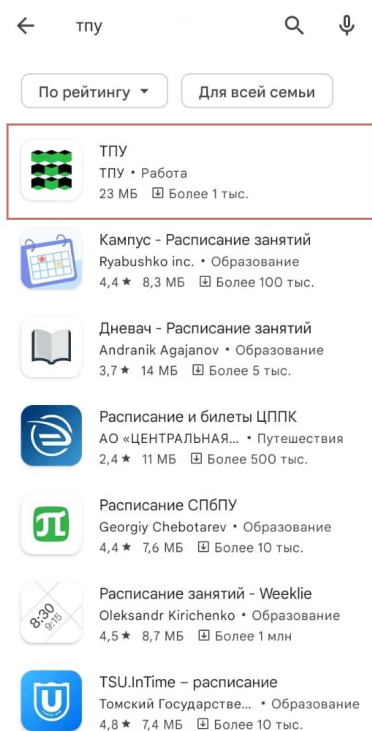 тпу
По рейтингу
Для всей семьи
ТПУ
ТПУ • Работа
23 МБ Более 1 тыс.
Кампус - Расписание занятий
Ryabushko inc. • Образование
4,4★ 8,3 МБ Более 100 тыс.
Дневач - Расписание занятий
Andranik Agajanov • Образование
3,7★ 14 МБ Более 5 тыс.
Расписание и билеты ЦППК
АО «ЦЕНТРАЛЬНАЯ... • Путешествия
2,4★ 11 МБ Более 500 тыс.
Расписание СПбПУ
Georgiy Chebotarev • Образование
4,4★ 7,6 МБ Более 10 тыс.
8:30
9:15
Расписание занятий - Weeklie
Oleksandr Kirichenko • Образование
4,5★ 8,7 МБ Более 1 млн
TSU.InTime – расписание
Томский Государстве... • Образование
4,8★ 7,4 МБ Более 10 тыс.